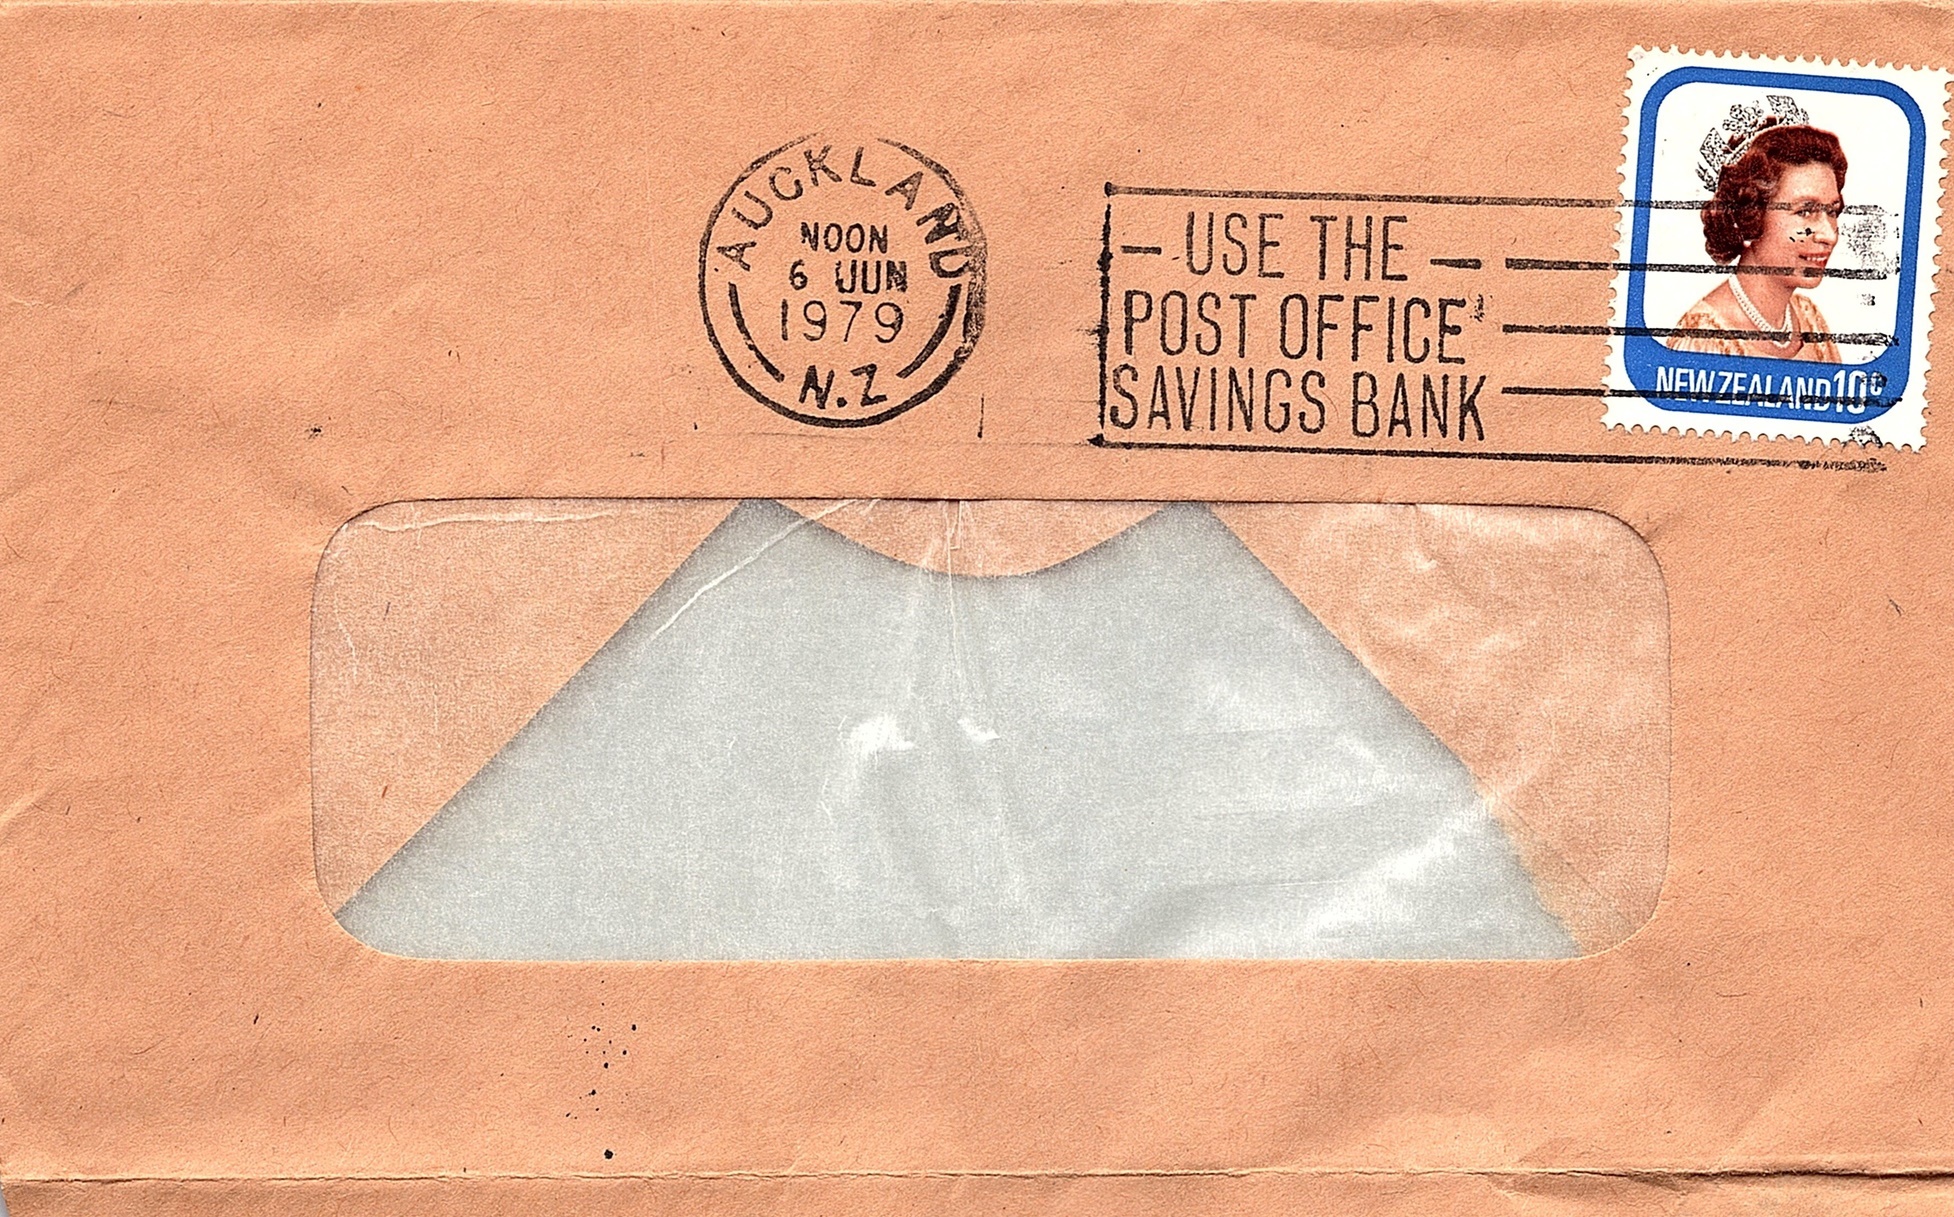 AUCKLAND
NOON
6 JUN
1979
N.Z
— USE THE —
POST OFFICE
SAVINGS BANK
NEW ZEALAND 10c